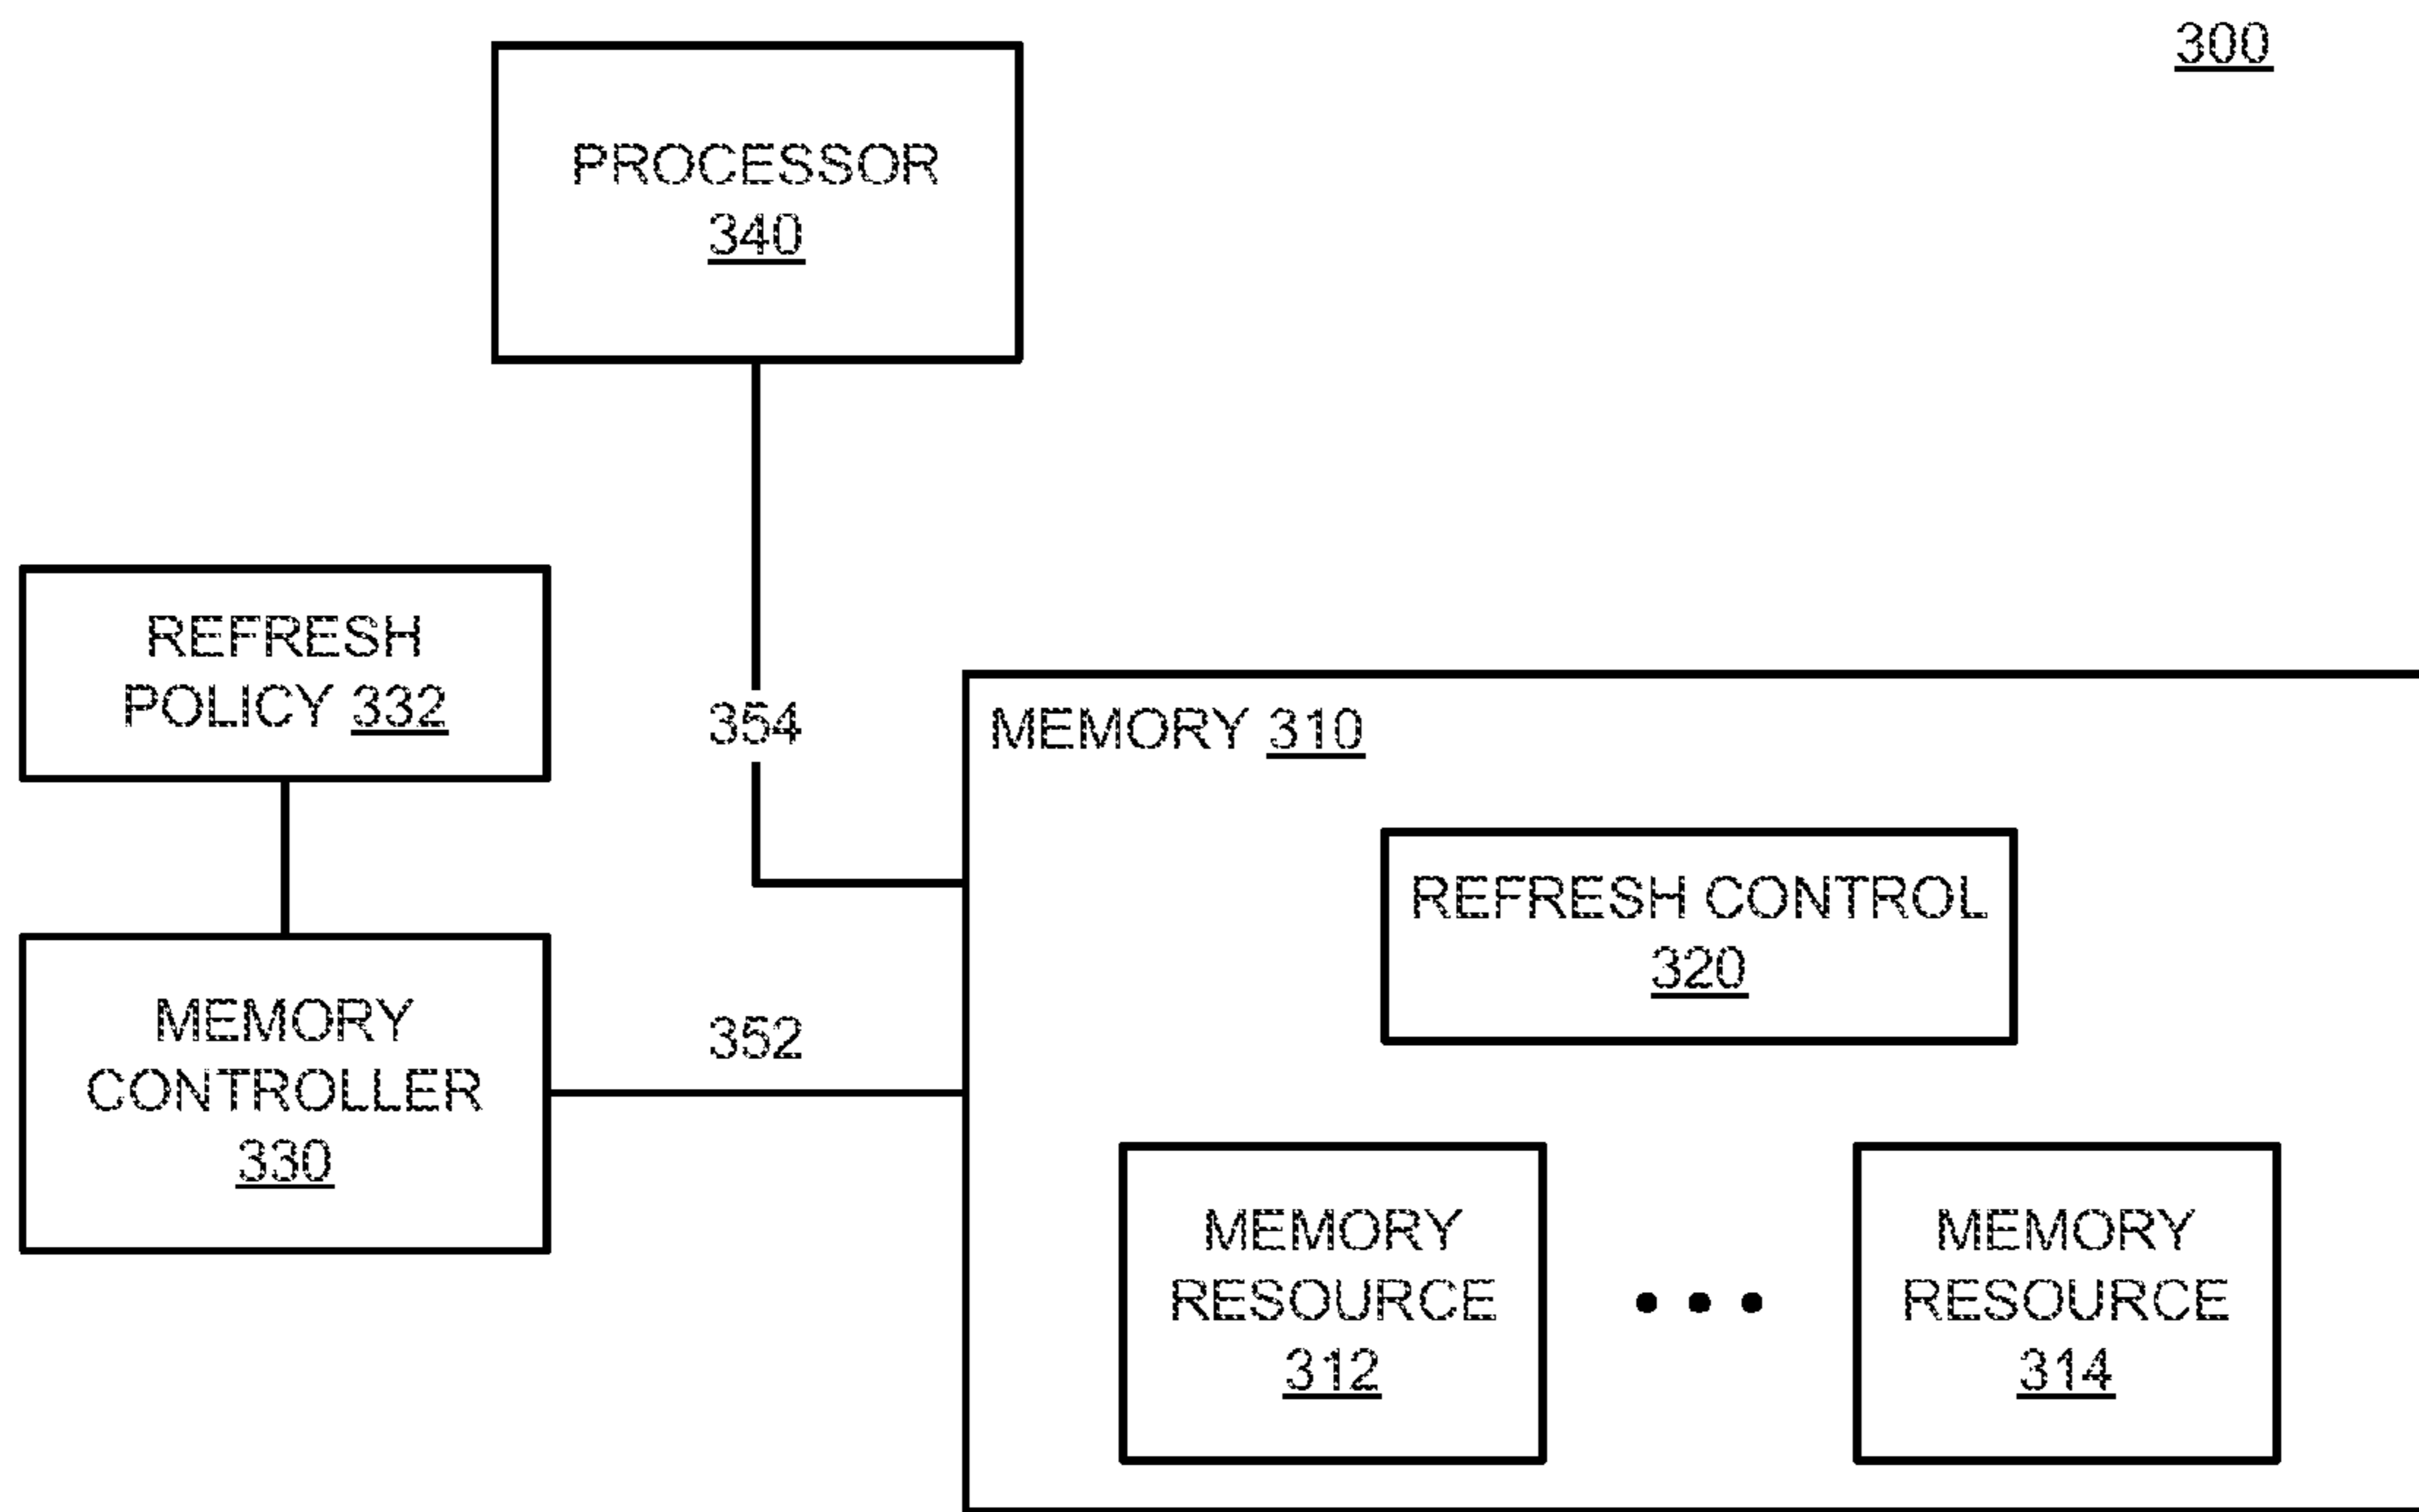 300
PROCESSOR
340
REFRESH
POLICY 332
354
MEMORY 310
REFRESH CONTROL
320
MEMORY
CONTROLLER
330
352
MEMORY
RESOURCE
312
MEMORY
RESOURCE
314